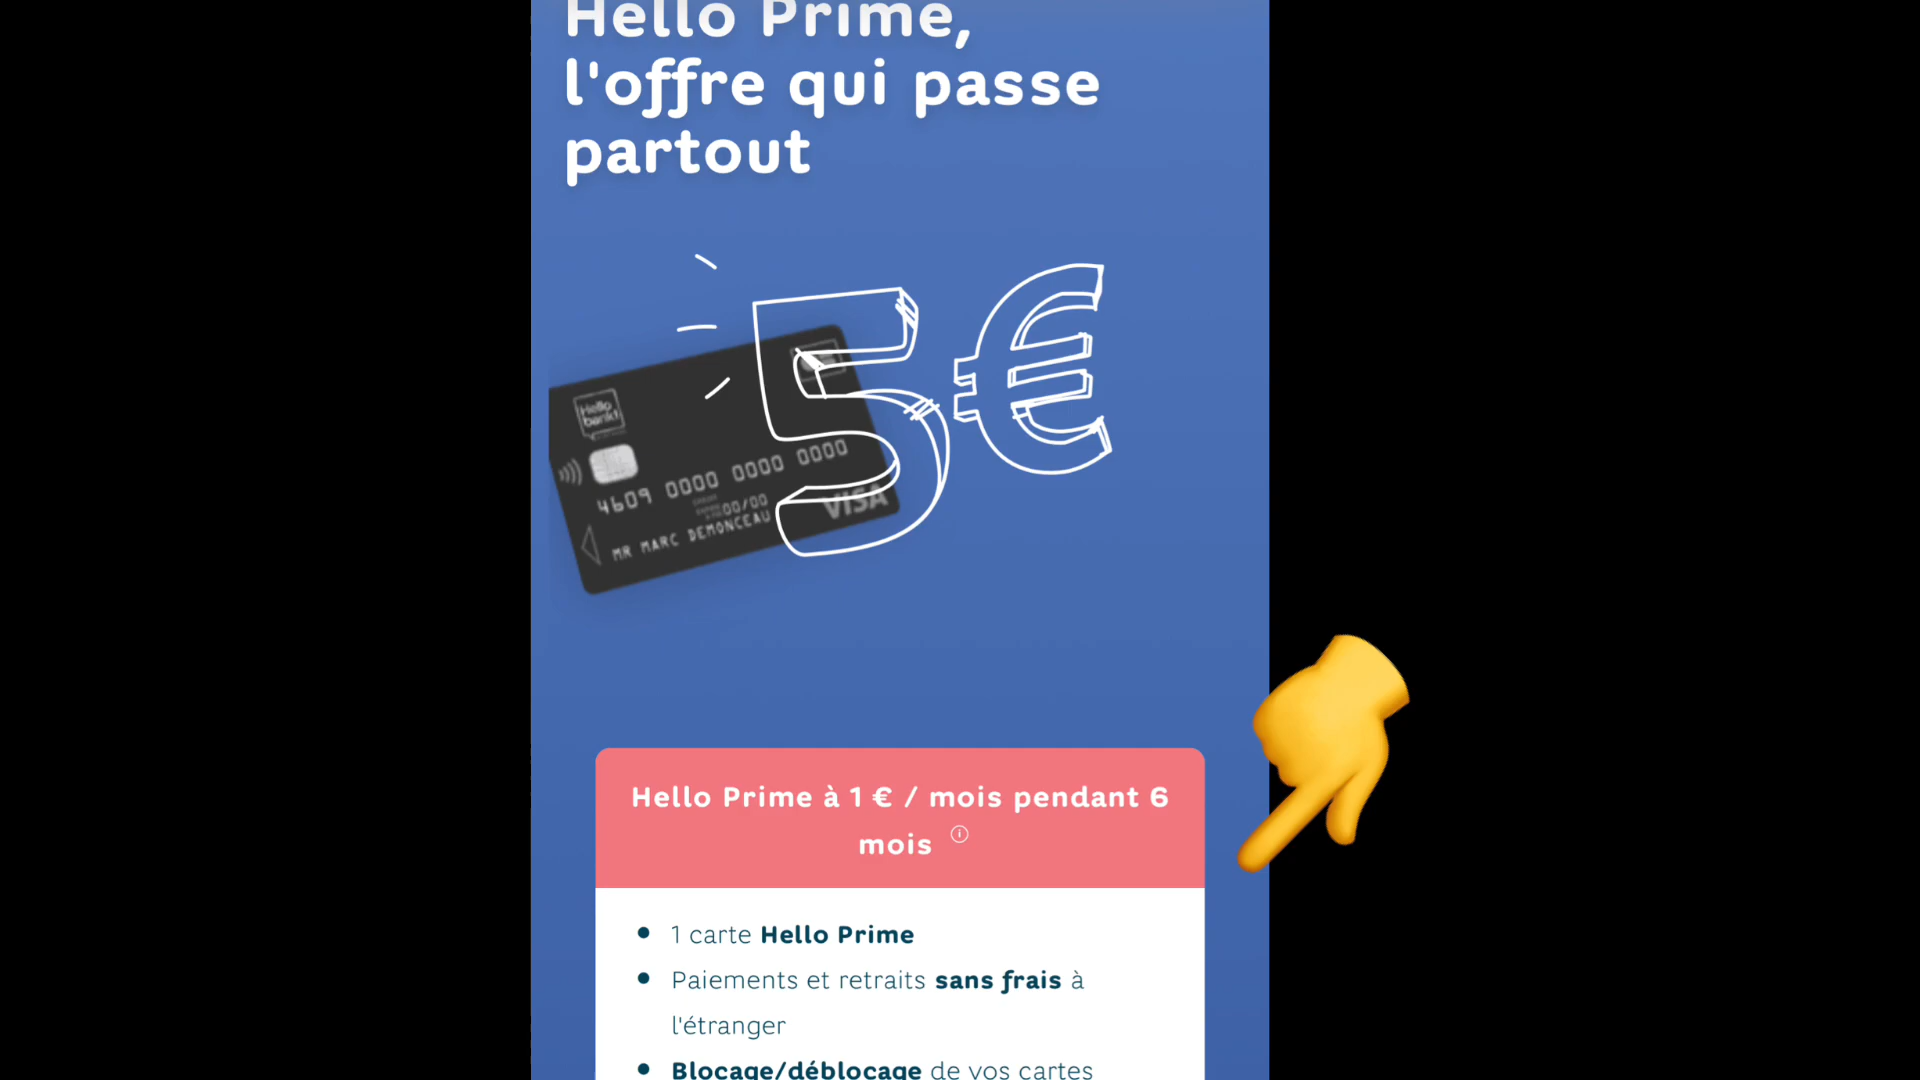 Hello Prime,
l'offre qui passe
partout
5€
Hello
bank!
4609 0000 0000 0000
00/00
MR MARC DEMONCEAU
VISA
Hello Prime à 1 € / mois pendant 6
mois
1 carte Hello Prime
Paiements et retraits sans frais à
l'étranger
Blocage/déblocage de vos cartes